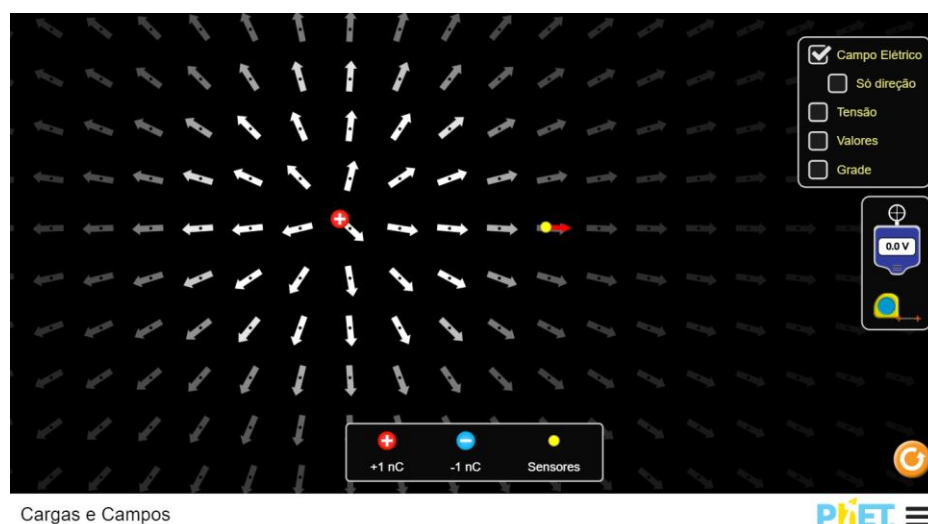 Campo Elétrico
Só direção
Tensão
Valores
Grade
0.0 V
+1 nC
-1 nC
Sensores
Cargas e Campos
PhET